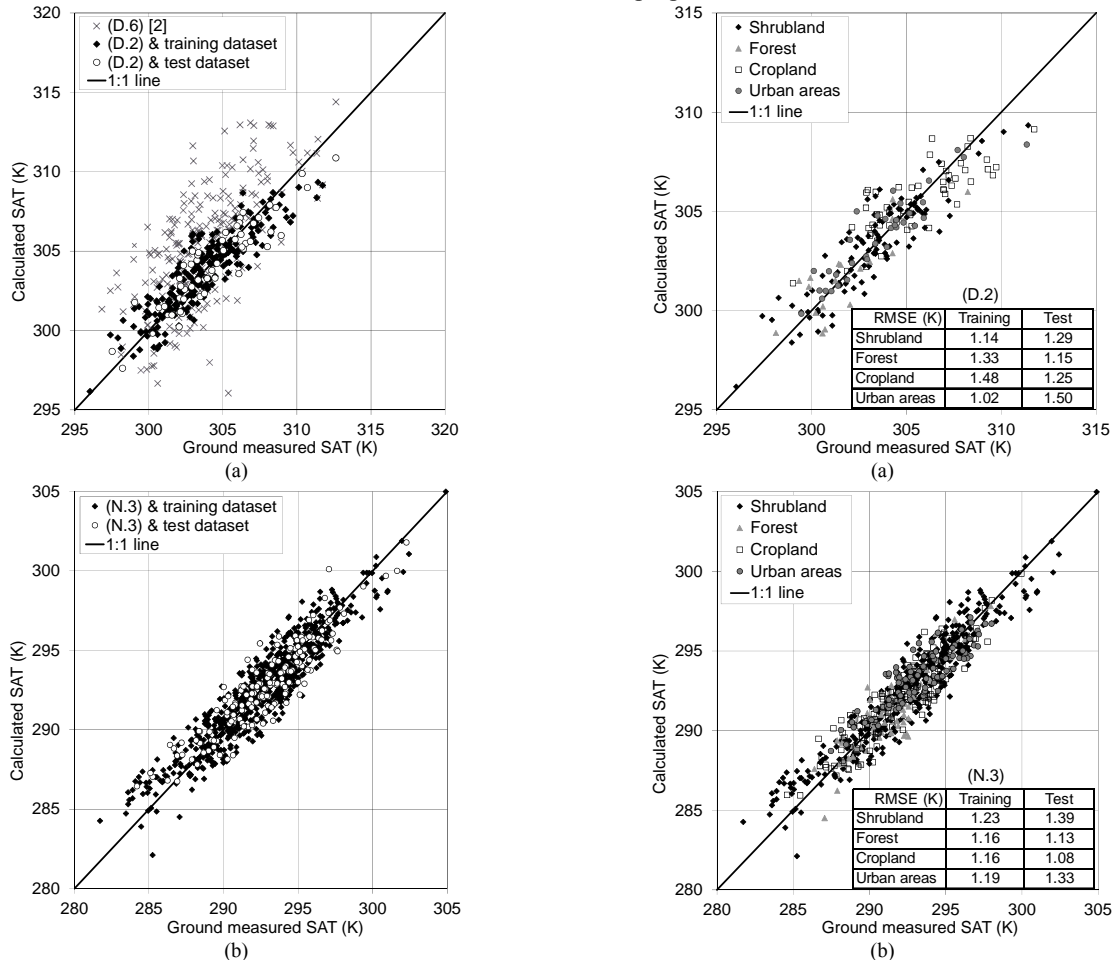 320
315
310
305
300
295
Calculated SAT (K)
(D.6) [2]
(D.2) & training dataset
(D.2) & test dataset
1:1 line
295 300 305 310 315 320
Ground measured SAT (K)
(a)
305
300
295
290
285
280
Calculated SAT (K)
(N.3) & training dataset
(N.3) & test dataset
1:1 line
280 285 290 295 300 305
Ground measured SAT (K)
(b)
315
310
305
300
295
Calculated SAT (K)
Shrubland
Forest
Cropland
Urban areas
1:1 line
(D.2)
RMSE (K) Training Test
Shrubland 1.14 1.29
Forest 1.33 1.15
Cropland 1.48 1.25
Urban areas 1.02 1.50
295 300 305 310 315
Ground measured SAT (K)
(a)
305
300
295
290
285
280
Calculated SAT (K)
Shrubland
Forest
Cropland
Urban areas
1:1 line
(N.3)
RMSE (K) Training Test
Shrubland 1.23 1.39
Forest 1.16 1.13
Cropland 1.16 1.08
Urban areas 1.19 1.33
280 285 290 295 300 305
Ground measured SAT (K)
(b)